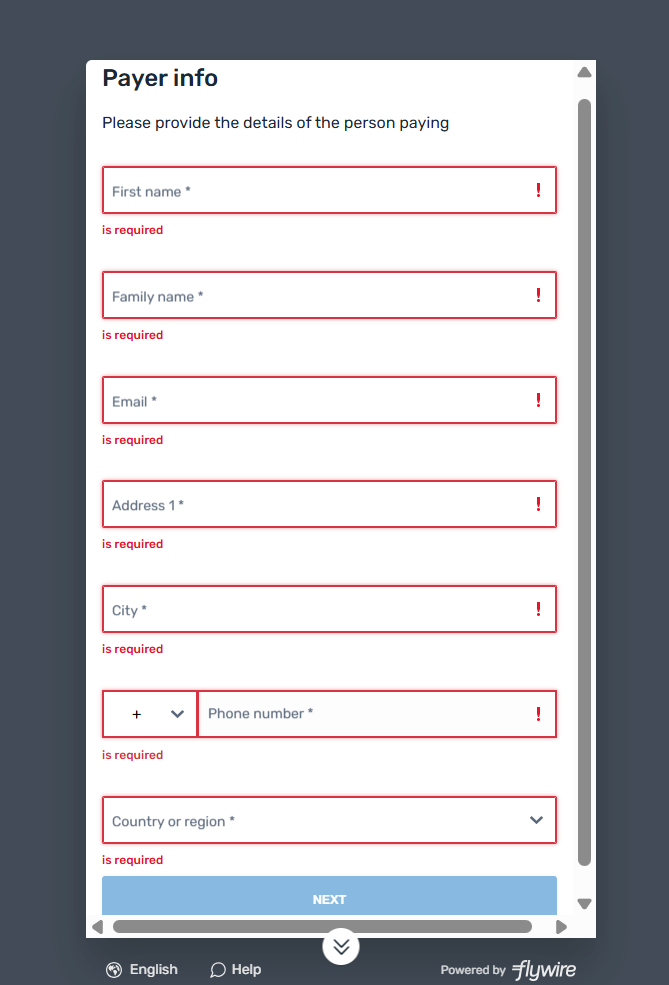 Payer info
Please provide the details of the person paying
First name *
is required
Family name *
is required
Email *
is required
Address 1 *
is required
City *
is required
+ Phone number *
is required
Country or region *
is required
NEXT
English Help Powered by flywire